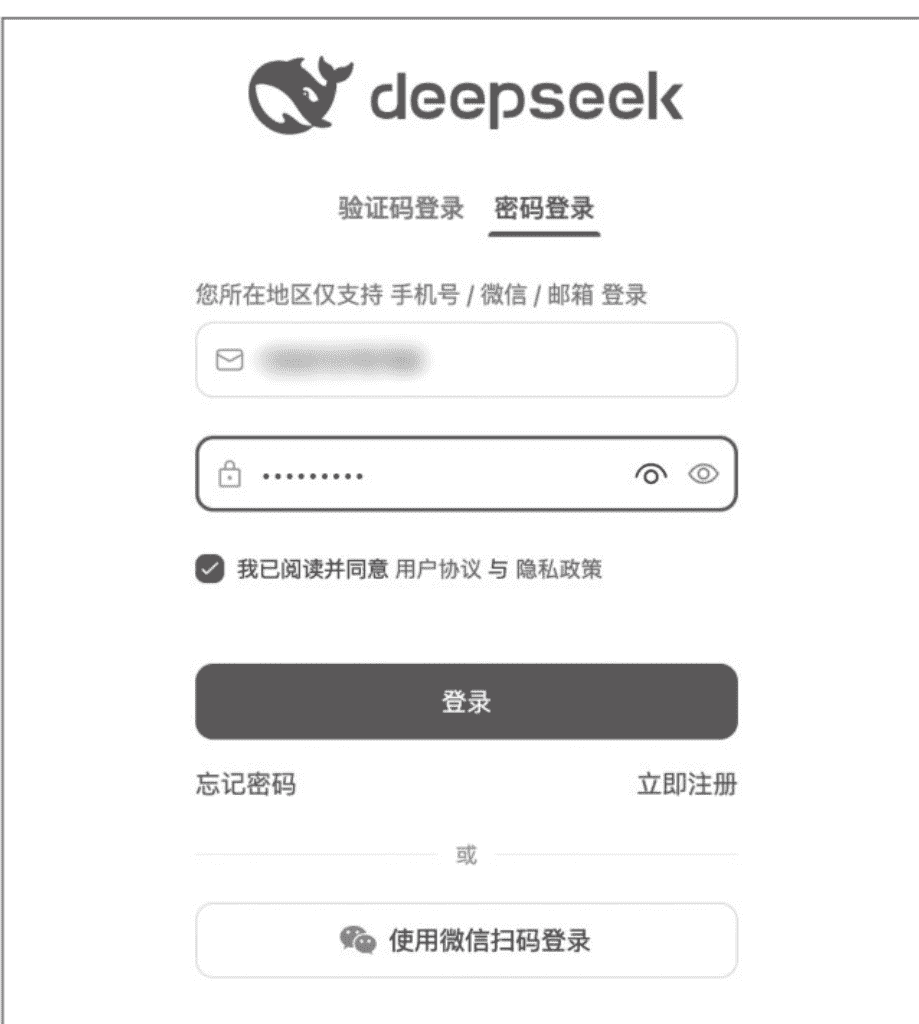 deepseek
验证码登录 密码登录
您所在地区仅支持 手机号 / 微信 / 邮箱 登录
•••••••••
我已阅读并同意 用户协议 与 隐私政策
登录
忘记密码 立即注册
或
使用微信扫码登录